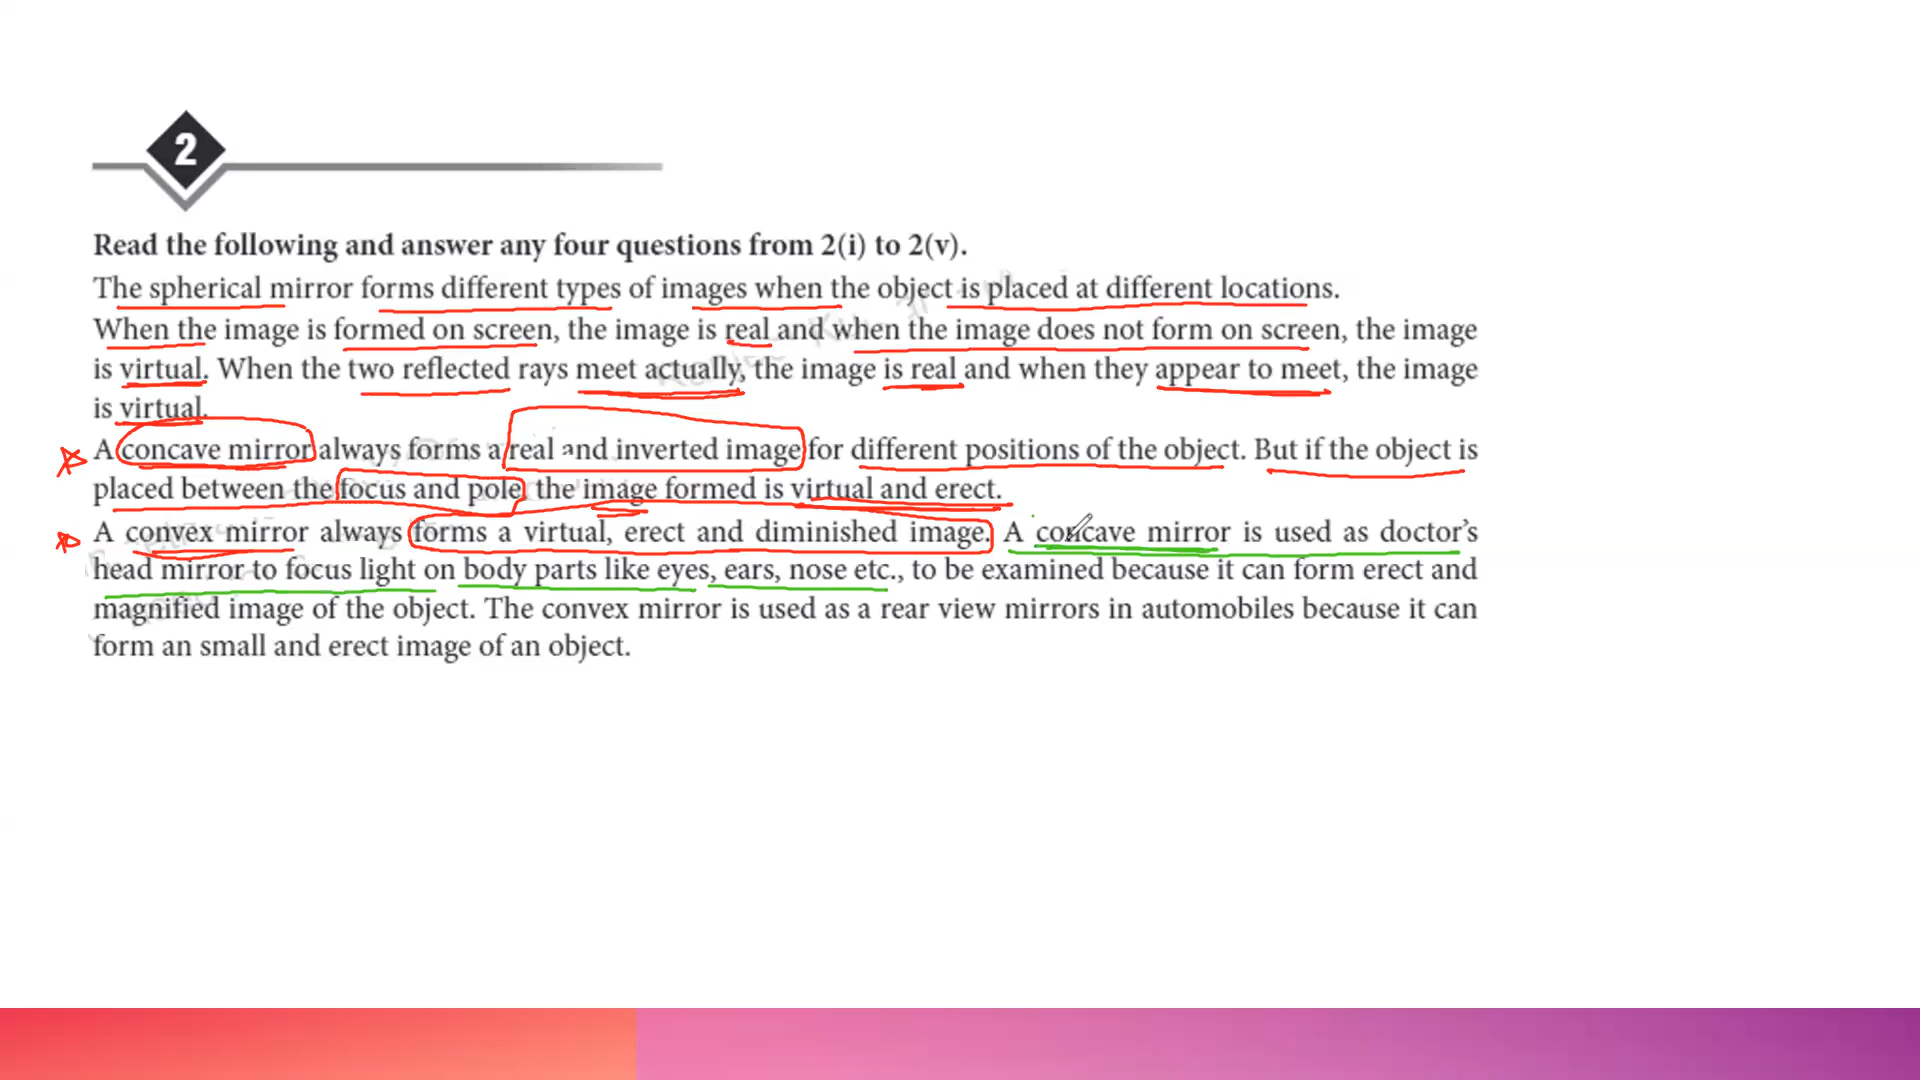 2
Read the following and answer any four questions from 2(i) to 2(v).
The spherical mirror forms different types of images when the object is placed at different locations.
When the image is formed on screen, the image is real and when the image does not form on screen, the image
is virtual. When the two reflected rays meet actually, the image is real and when they appear to meet, the image
is virtual.
A concave mirror always forms a real and inverted image for different positions of the object. But if the object is
placed between the focus and pole the image formed is virtual and erect.
A convex mirror always forms a virtual, erect and diminished image. A concave mirror is used as doctor's
head mirror to focus light on body parts like eyes, ears, nose etc., to be examined because it can form erect and
magnified image of the object. The convex mirror is used as a rear view mirrors in automobiles because it can
form an small and erect image of an object.